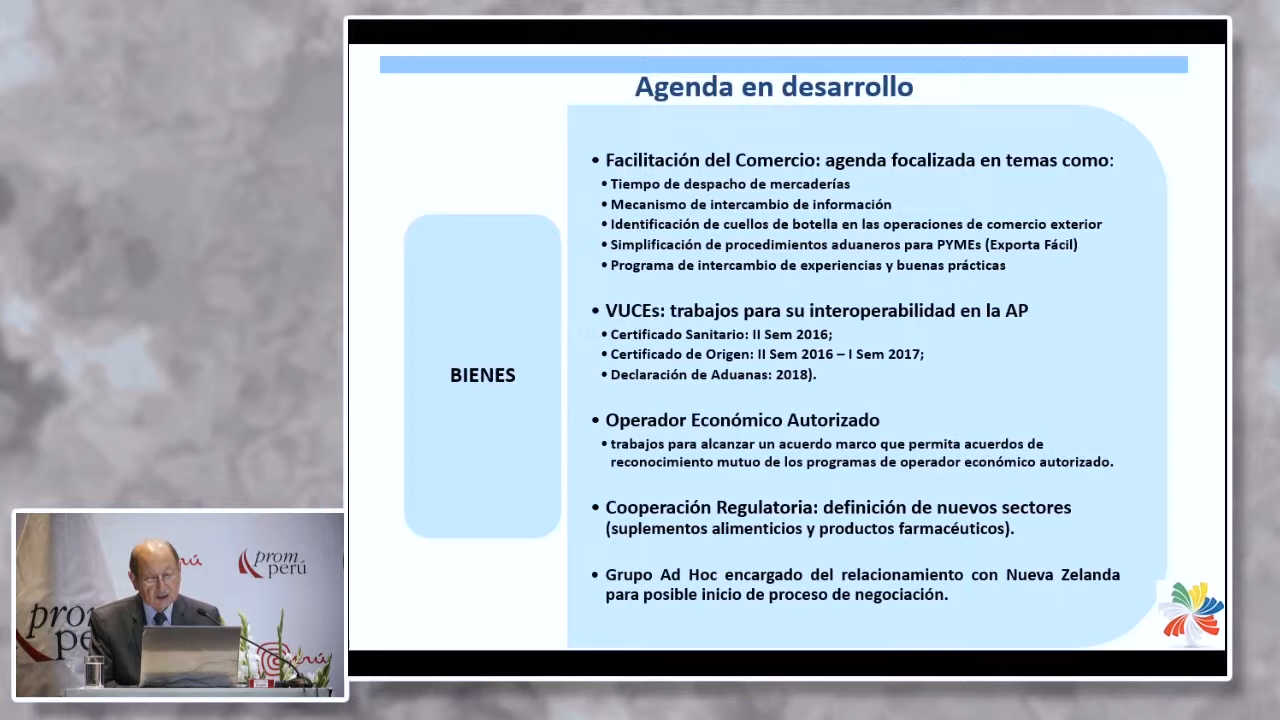 Agenda en desarrollo
• Facilitación del Comercio: agenda focalizada en temas como:
• Tiempo de despacho de mercaderías
• Mecanismo de intercambio de información
• Identificación de cuellos de botella en las operaciones de comercio exterior
• Simplificación de procedimientos aduaneros para PYMEs (Exporta Fácil)
• Programa de intercambio de experiencias y buenas prácticas
• VUCEs: trabajos para su interoperabilidad en la AP
• Certificado Sanitario: II Sem 2016;
• Certificado de Origen: II Sem 2016 – I Sem 2017;
• Declaración de Aduanas: 2018).
BIENES
• Operador Económico Autorizado
• trabajos para alcanzar un acuerdo marco que permita acuerdos de
reconocimiento mutuo de los programas de operador económico autorizado.
• Cooperación Regulatoria: definición de nuevos sectores
(suplementos alimenticios y productos farmacéuticos).
• Grupo Ad Hoc encargado del relacionamiento con Nueva Zelanda
para posible inicio de proceso de negociación.
prom
perú